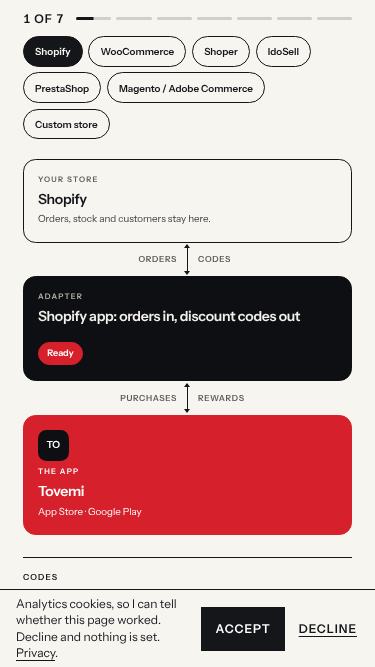 1 OF 7
Shopify WooCommerce Shoper IdoSell
PrestaShop Magento / Adobe Commerce
Custom store
YOUR STORE
Shopify
Orders, stock and customers stay here.
ORDERS CODES
ADAPTER
Shopify app: orders in, discount codes out
Ready
PURCHASES REWARDS
TO
THE APP
Tovemi
App Store · Google Play
CODES
Analytics cookies, so I can tell
whether this page worked.
Decline and nothing is set.
Privacy.
ACCEPT DECLINE